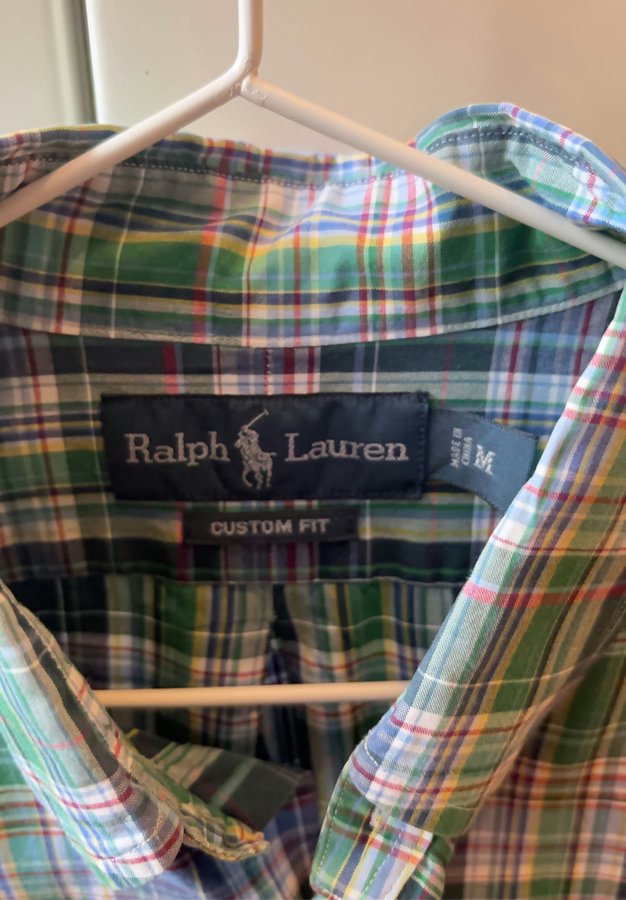 Ralph Lauren
MADE IN
CHINA
M
CUSTOM FIT